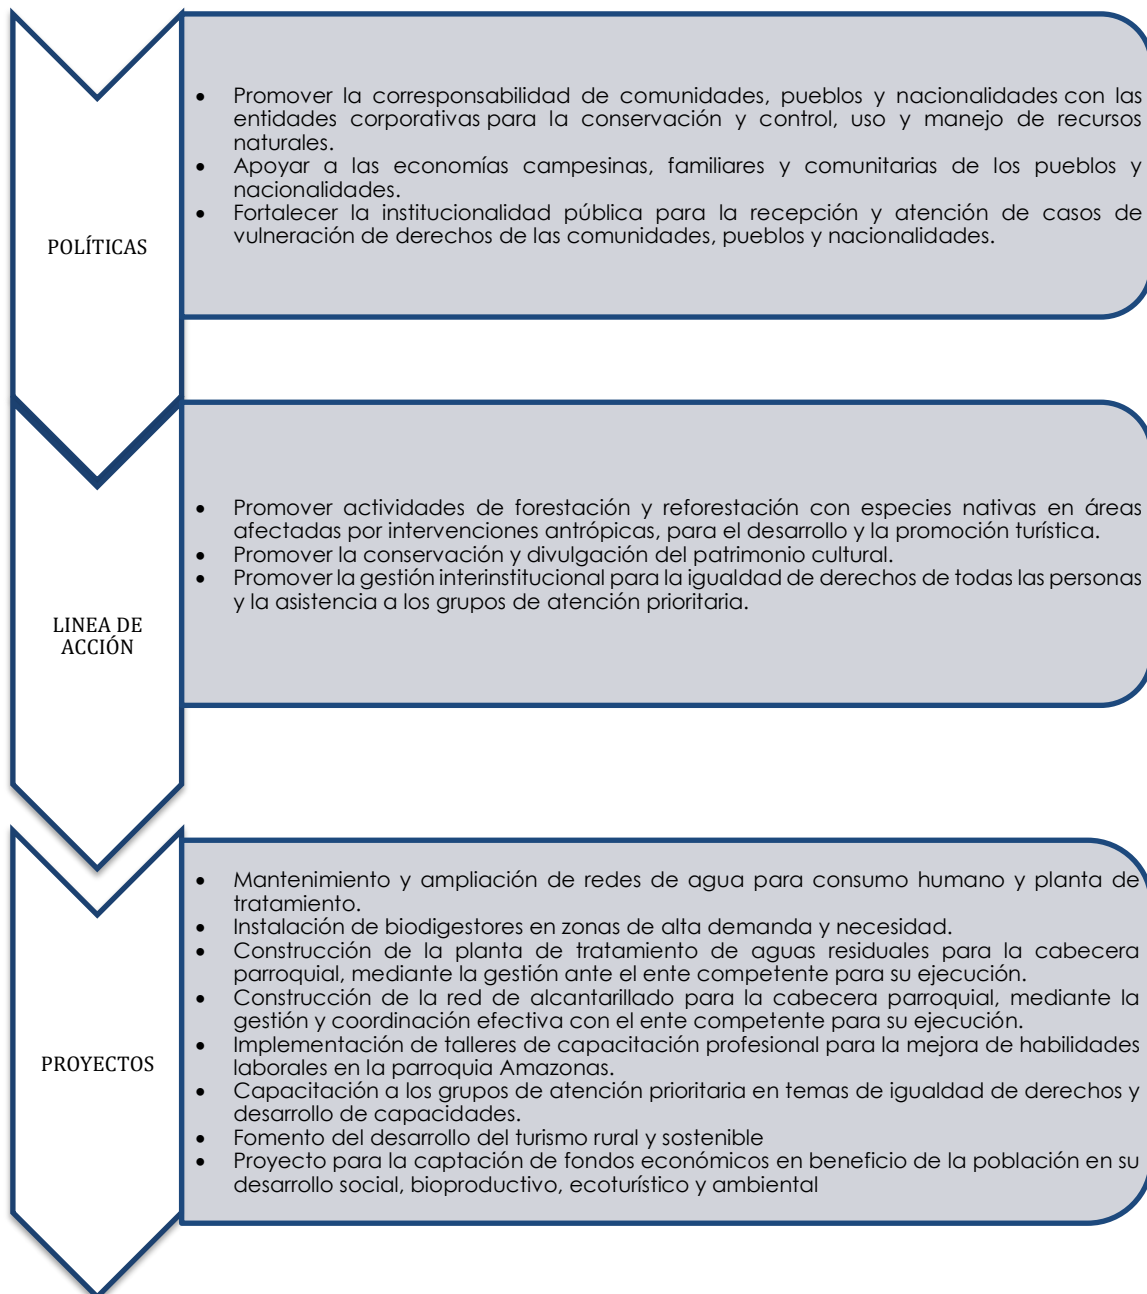 POLÍTICAS
• Promover la corresponsabilidad de comunidades, pueblos y nacionalidades con las
entidades corporativas para la conservación y control, uso y manejo de recursos
naturales.
• Apoyar a las economías campesinas, familiares y comunitarias de los pueblos y
nacionalidades.
• Fortalecer la institucionalidad pública para la recepción y atención de casos de
vulneración de derechos de las comunidades, pueblos y nacionalidades.
LINEA DE
ACCIÓN
• Promover actividades de forestación y reforestación con especies nativas en áreas
afectadas por intervenciones antrópicas, para el desarrollo y la promoción turística.
• Promover la conservación y divulgación del patrimonio cultural.
• Promover la gestión interinstitucional para la igualdad de derechos de todas las personas
y la asistencia a los grupos de atención prioritaria.
PROYECTOS
• Mantenimiento y ampliación de redes de agua para consumo humano y planta de
tratamiento.
• Instalación de biodigestores en zonas de alta demanda y necesidad.
• Construcción de la planta de tratamiento de aguas residuales para la cabecera
parroquial, mediante la gestión ante el ente competente para su ejecución.
• Construcción de la red de alcantarillado para la cabecera parroquial, mediante la
gestión y coordinación efectiva con el ente competente para su ejecución.
• Implementación de talleres de capacitación profesional para la mejora de habilidades
laborales en la parroquia Amazonas.
• Capacitación a los grupos de atención prioritaria en temas de igualdad de derechos y
desarrollo de capacidades.
• Fomento del desarrollo del turismo rural y sostenible
• Proyecto para la captación de fondos económicos en beneficio de la población en su
desarrollo social, bioproductivo, ecoturístico y ambiental